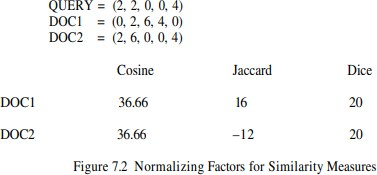 QUERY = (2, 2, 0, 0, 4)
DOC1 = (0, 2, 6, 4, 0)
DOC2 = (2, 6, 0, 0, 4)
Cosine Jaccard Dice
DOC1 36.66 16 20
DOC2 36.66 −12 20
Figure 7.2 Normalizing Factors for Similarity Measures